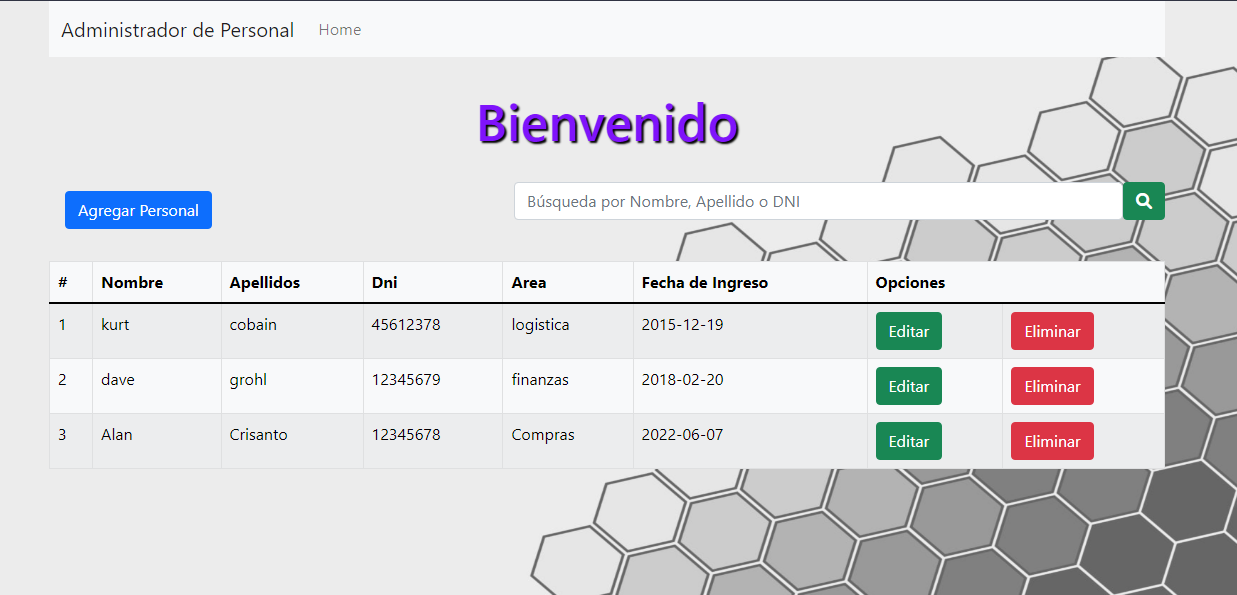 Administrador de Personal Home
Bienvenido
Agregar Personal
Búsqueda por Nombre, Apellido o DNI
# Nombre Apellidos Dni Area Fecha de Ingreso Opciones
1 kurt cobain 45612378 logistica 2015-12-19 Editar Eliminar
2 dave grohl 12345679 finanzas 2018-02-20 Editar Eliminar
3 Alan Crisanto 12345678 Compras 2022-06-07 Editar Eliminar